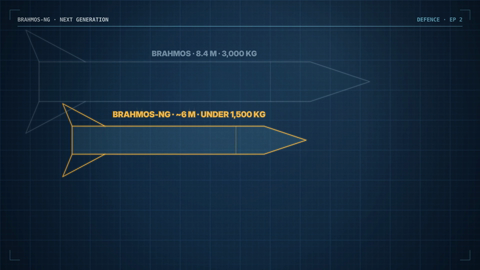 BRAHMOS-NG · NEXT GENERATION
DEFENCE · EP 2
BRAHMOS · 8.4 M · 3,000 KG
BRAHMOS-NG · ~6 M · UNDER 1,500 KG